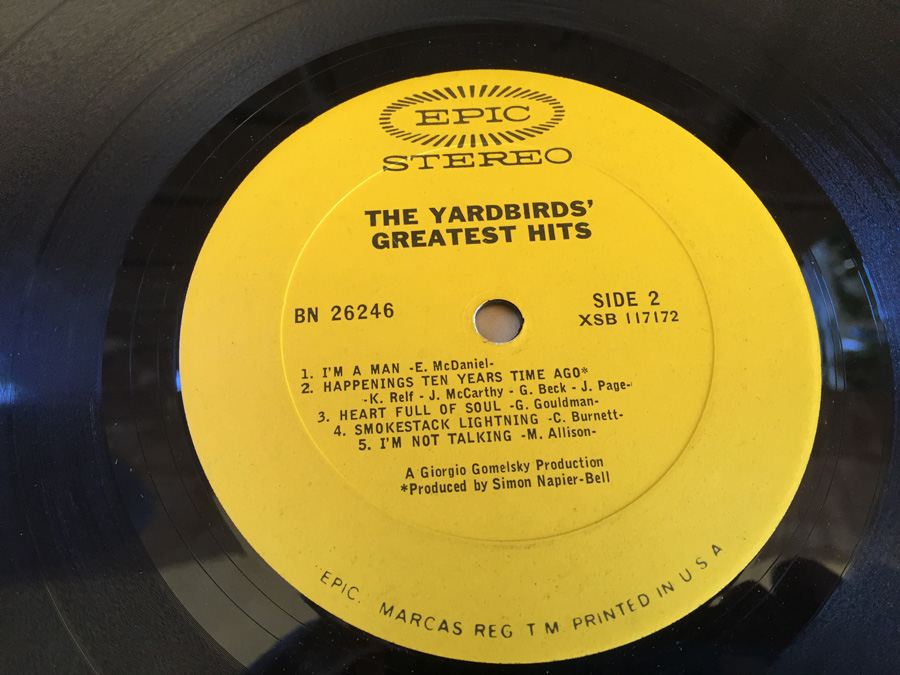 EPIC
STEREO
THE YARDBIRDS'
GREATEST HITS
BN 26246
SIDE 2
XSB 117172
1. I'M A MAN -E. McDaniel-
2. HAPPENINGS TEN YEARS TIME AGO*
-K. Relf - J. McCarthy - G. Beck - J. Page-
3. HEART FULL OF SOUL -G. Gouldman-
4. SMOKESTACK LIGHTNING -C. Burnett-
5. I'M NOT TALKING -M. Allison-
A Giorgio Gomelsky Production
*Produced by Simon Napier-Bell
EPIC. MARCAS REG T M PRINTED IN U S A